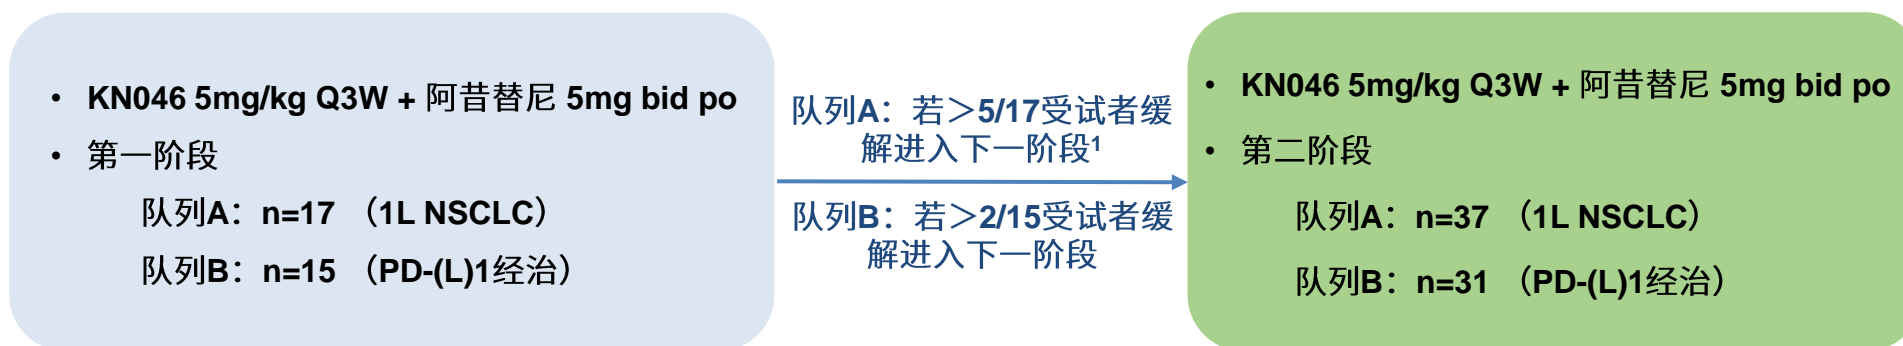 • KN046 5mg/kg Q3W + 阿昔替尼 5mg bid po
• 第一阶段
队列A：n=17 （1L NSCLC）
队列B：n=15 （PD-(L)1经治）
队列A：若＞5/17受试者缓
解进入下一阶段¹
队列B：若＞2/15受试者缓
解进入下一阶段
• KN046 5mg/kg Q3W + 阿昔替尼 5mg bid po
• 第二阶段
队列A：n=37 （1L NSCLC）
队列B：n=31 （PD-(L)1经治）